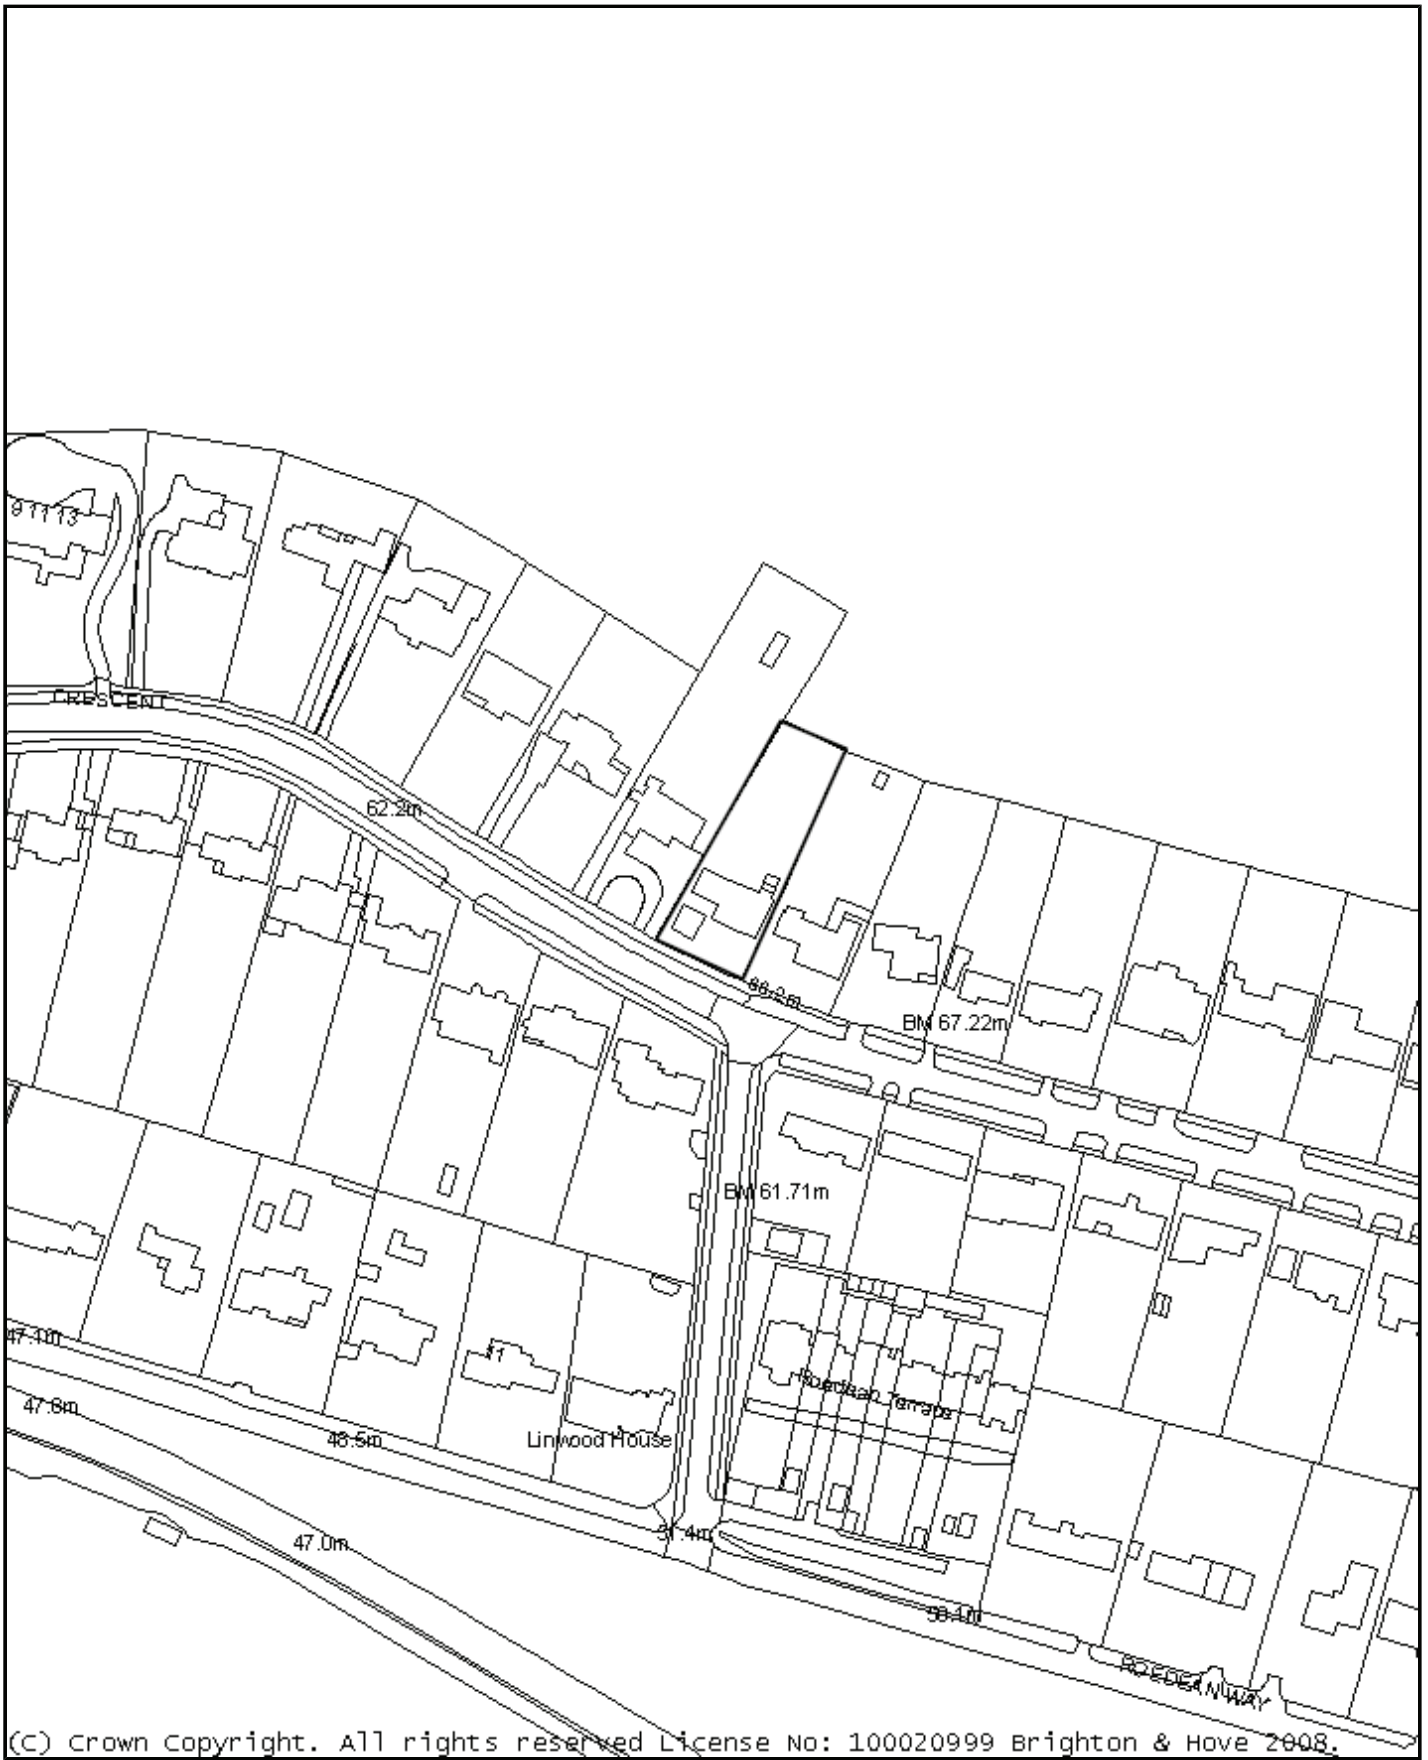 9 11 13
CRESCENT
62.2m
66.2m
BM 67.22m
BM 61.71m
47.1m
11
Roedean Terrace
47.8m
48.5m
Linwood House
51.4m
47.0m
50.1m
ROEDEAN WAY
(C) Crown Copyright. All rights reserved License No: 100020999 Brighton & Hove 2008.